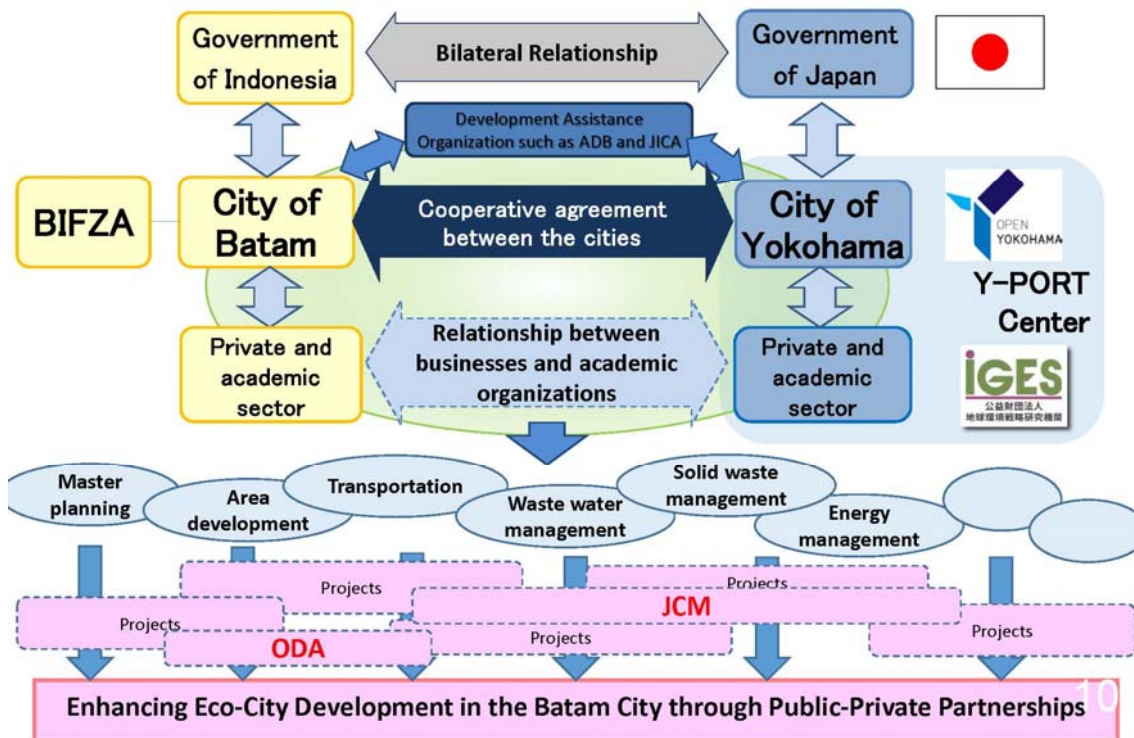 Government
of Indonesia
Bilateral Relationship
Government
of Japan
Development Assistance
Organization such as ADB and JICA
BIFZA
City of
Batam
Cooperative agreement
between the cities
City of
Yokohama
OPEN
YOKOHAMA
Y-PORT
Center
Private and
academic
sector
Relationship between
businesses and academic
organizations
Private and
academic
sector
iGES
公益財団法人
地球環境戦略研究機関
Master
planning
Area
development
Transportation
Waste water
management
Solid waste
management
Energy
management
Projects
Projects
JCM
Projects
Projects
Projects
ODA
Enhancing Eco-City Development in the Batam City through Public-Private Partnerships
10